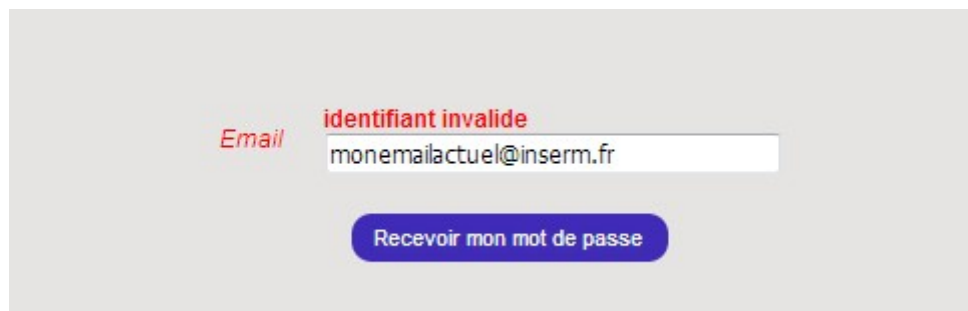 identifiant invalide
Email
monemailactuel@inserm.fr
Recevoir mon mot de passe